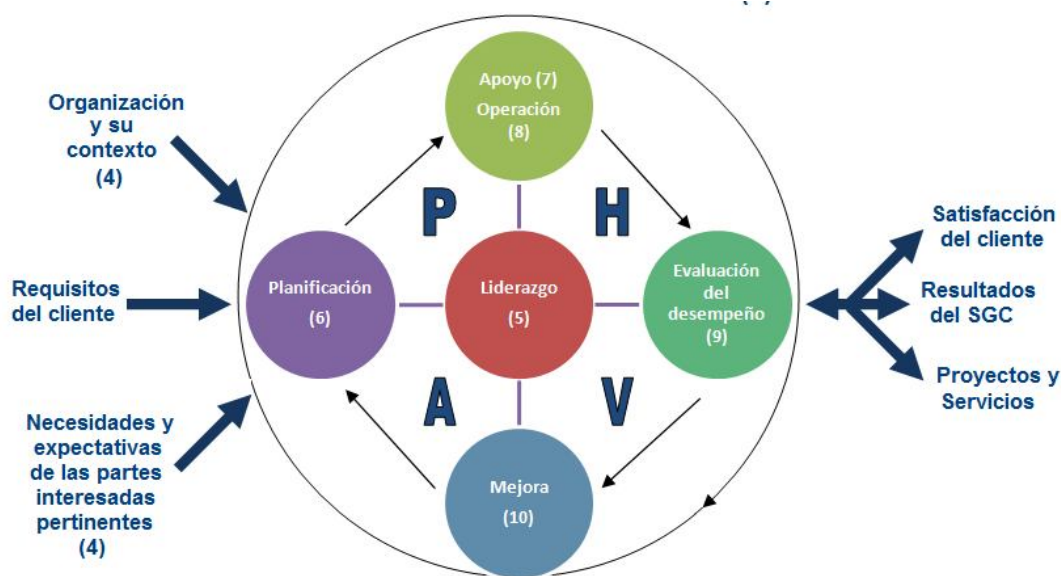 Organización
y su
contexto
(4)
Requisitos
del cliente
Necesidades y
expectativas
de las partes
interesadas
pertinentes
(4)
Apoyo (7)
Operación
(8)
P
H
Planificación
(6)
Liderazgo
(5)
Evaluación
del
desempeño
(9)
A
V
Mejora
(10)
Satisfacción
del cliente
Resultados
del SGC
Proyectos y
Servicios